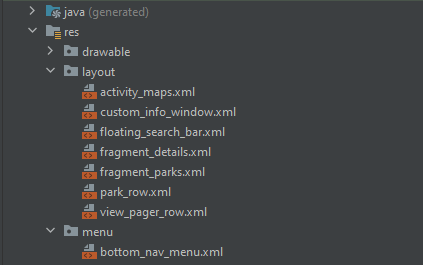 java (generated)
res
drawable
layout
activity_maps.xml
custom_info_window.xml
floating_search_bar.xml
fragment_details.xml
fragment_parks.xml
park_row.xml
view_pager_row.xml
menu
bottom_nav_menu.xml